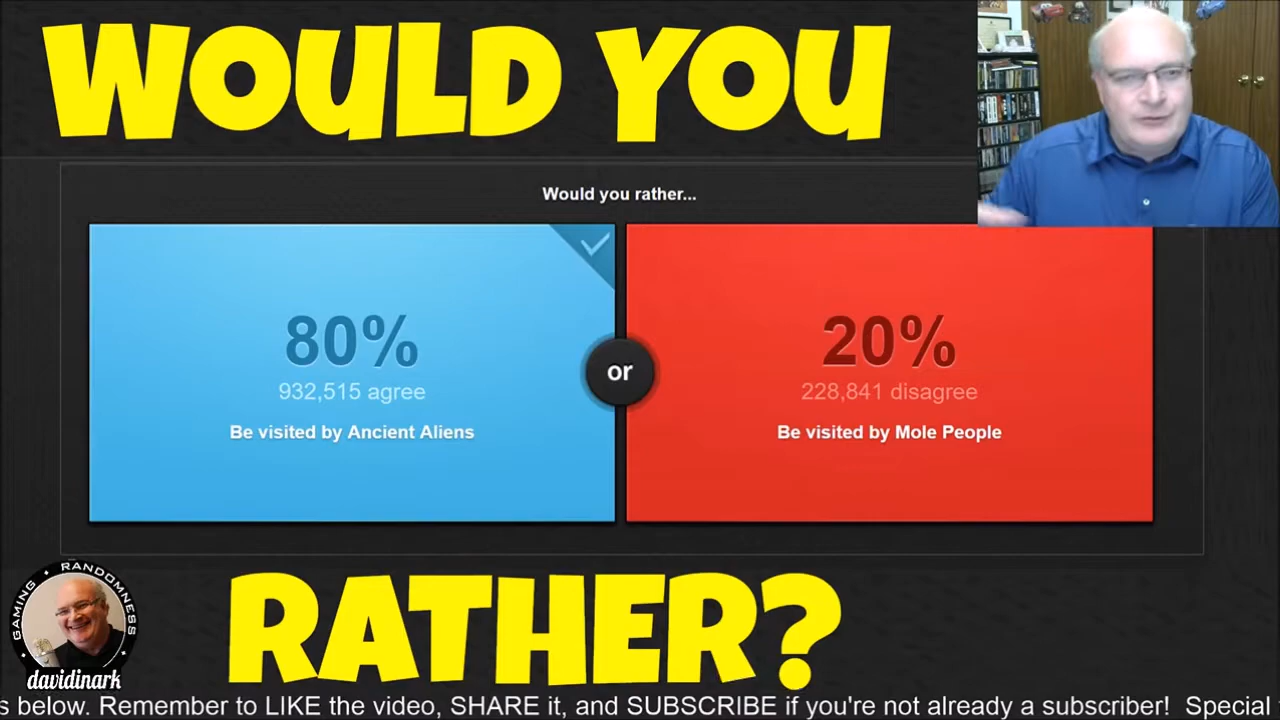 WOULD YOU
Would you rather...
80%
932,515 agree
Be visited by Ancient Aliens
or
20%
228,841 disagree
Be visited by Mole People
GAMING • RANDOMNESS
davidinark
RATHER?
s below. Remember to LIKE the video, SHARE it, and SUBSCRIBE if you're not already a subscriber! Special